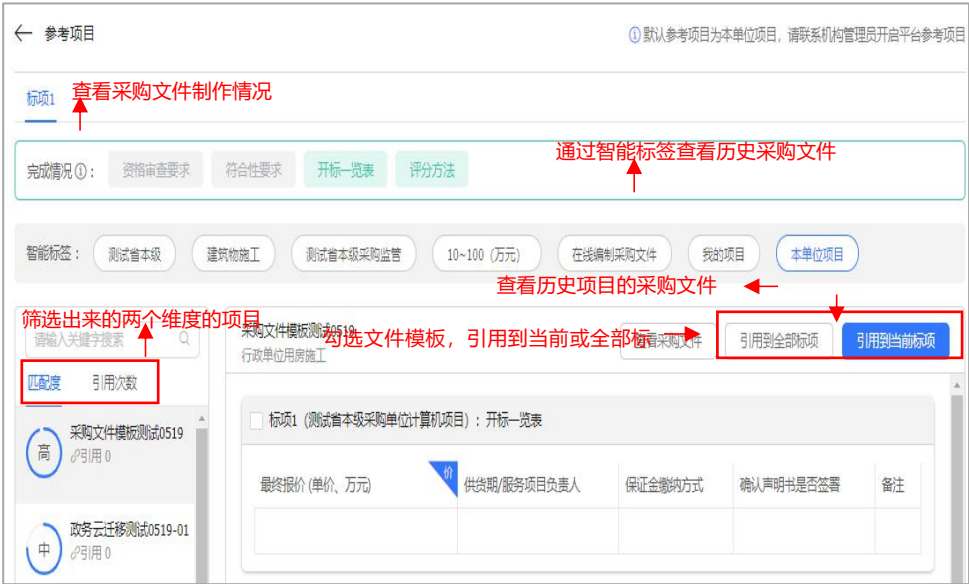 参考项目
默认参考项目为本单位项目，请联系机构管理员开启平台参考项目
标项1
查看采购文件制作情况
通过智能标签查看历史采购文件
完成情况：
资格审查要求
符合性要求
开标一览表
评分方法
智能标签：
测试省本级
建筑物施工
测试省本级采购监管
10~100（万元）
在线编制采购文件
我的项目
本单位项目
查看历史项目的采购文件
筛选出来的两个维度的项目
请输入关键字搜索
采购文件模板测试0519
勾选文件模板，引用到当前或全部标
查看采购文件
引用到全部标项
引用到当前标项
行政单位用房施工
匹配度
引用次数
高
采购文件模板测试0519
引用 0
中
政务云迁移测试0519-01
引用 0
标项1（测试省本级采购单位计算机项目）：开标一览表
最终报价 (单价、万元)
价
供货期/服务项目负责人
保证金缴纳方式
确认声明书是否签署
备注